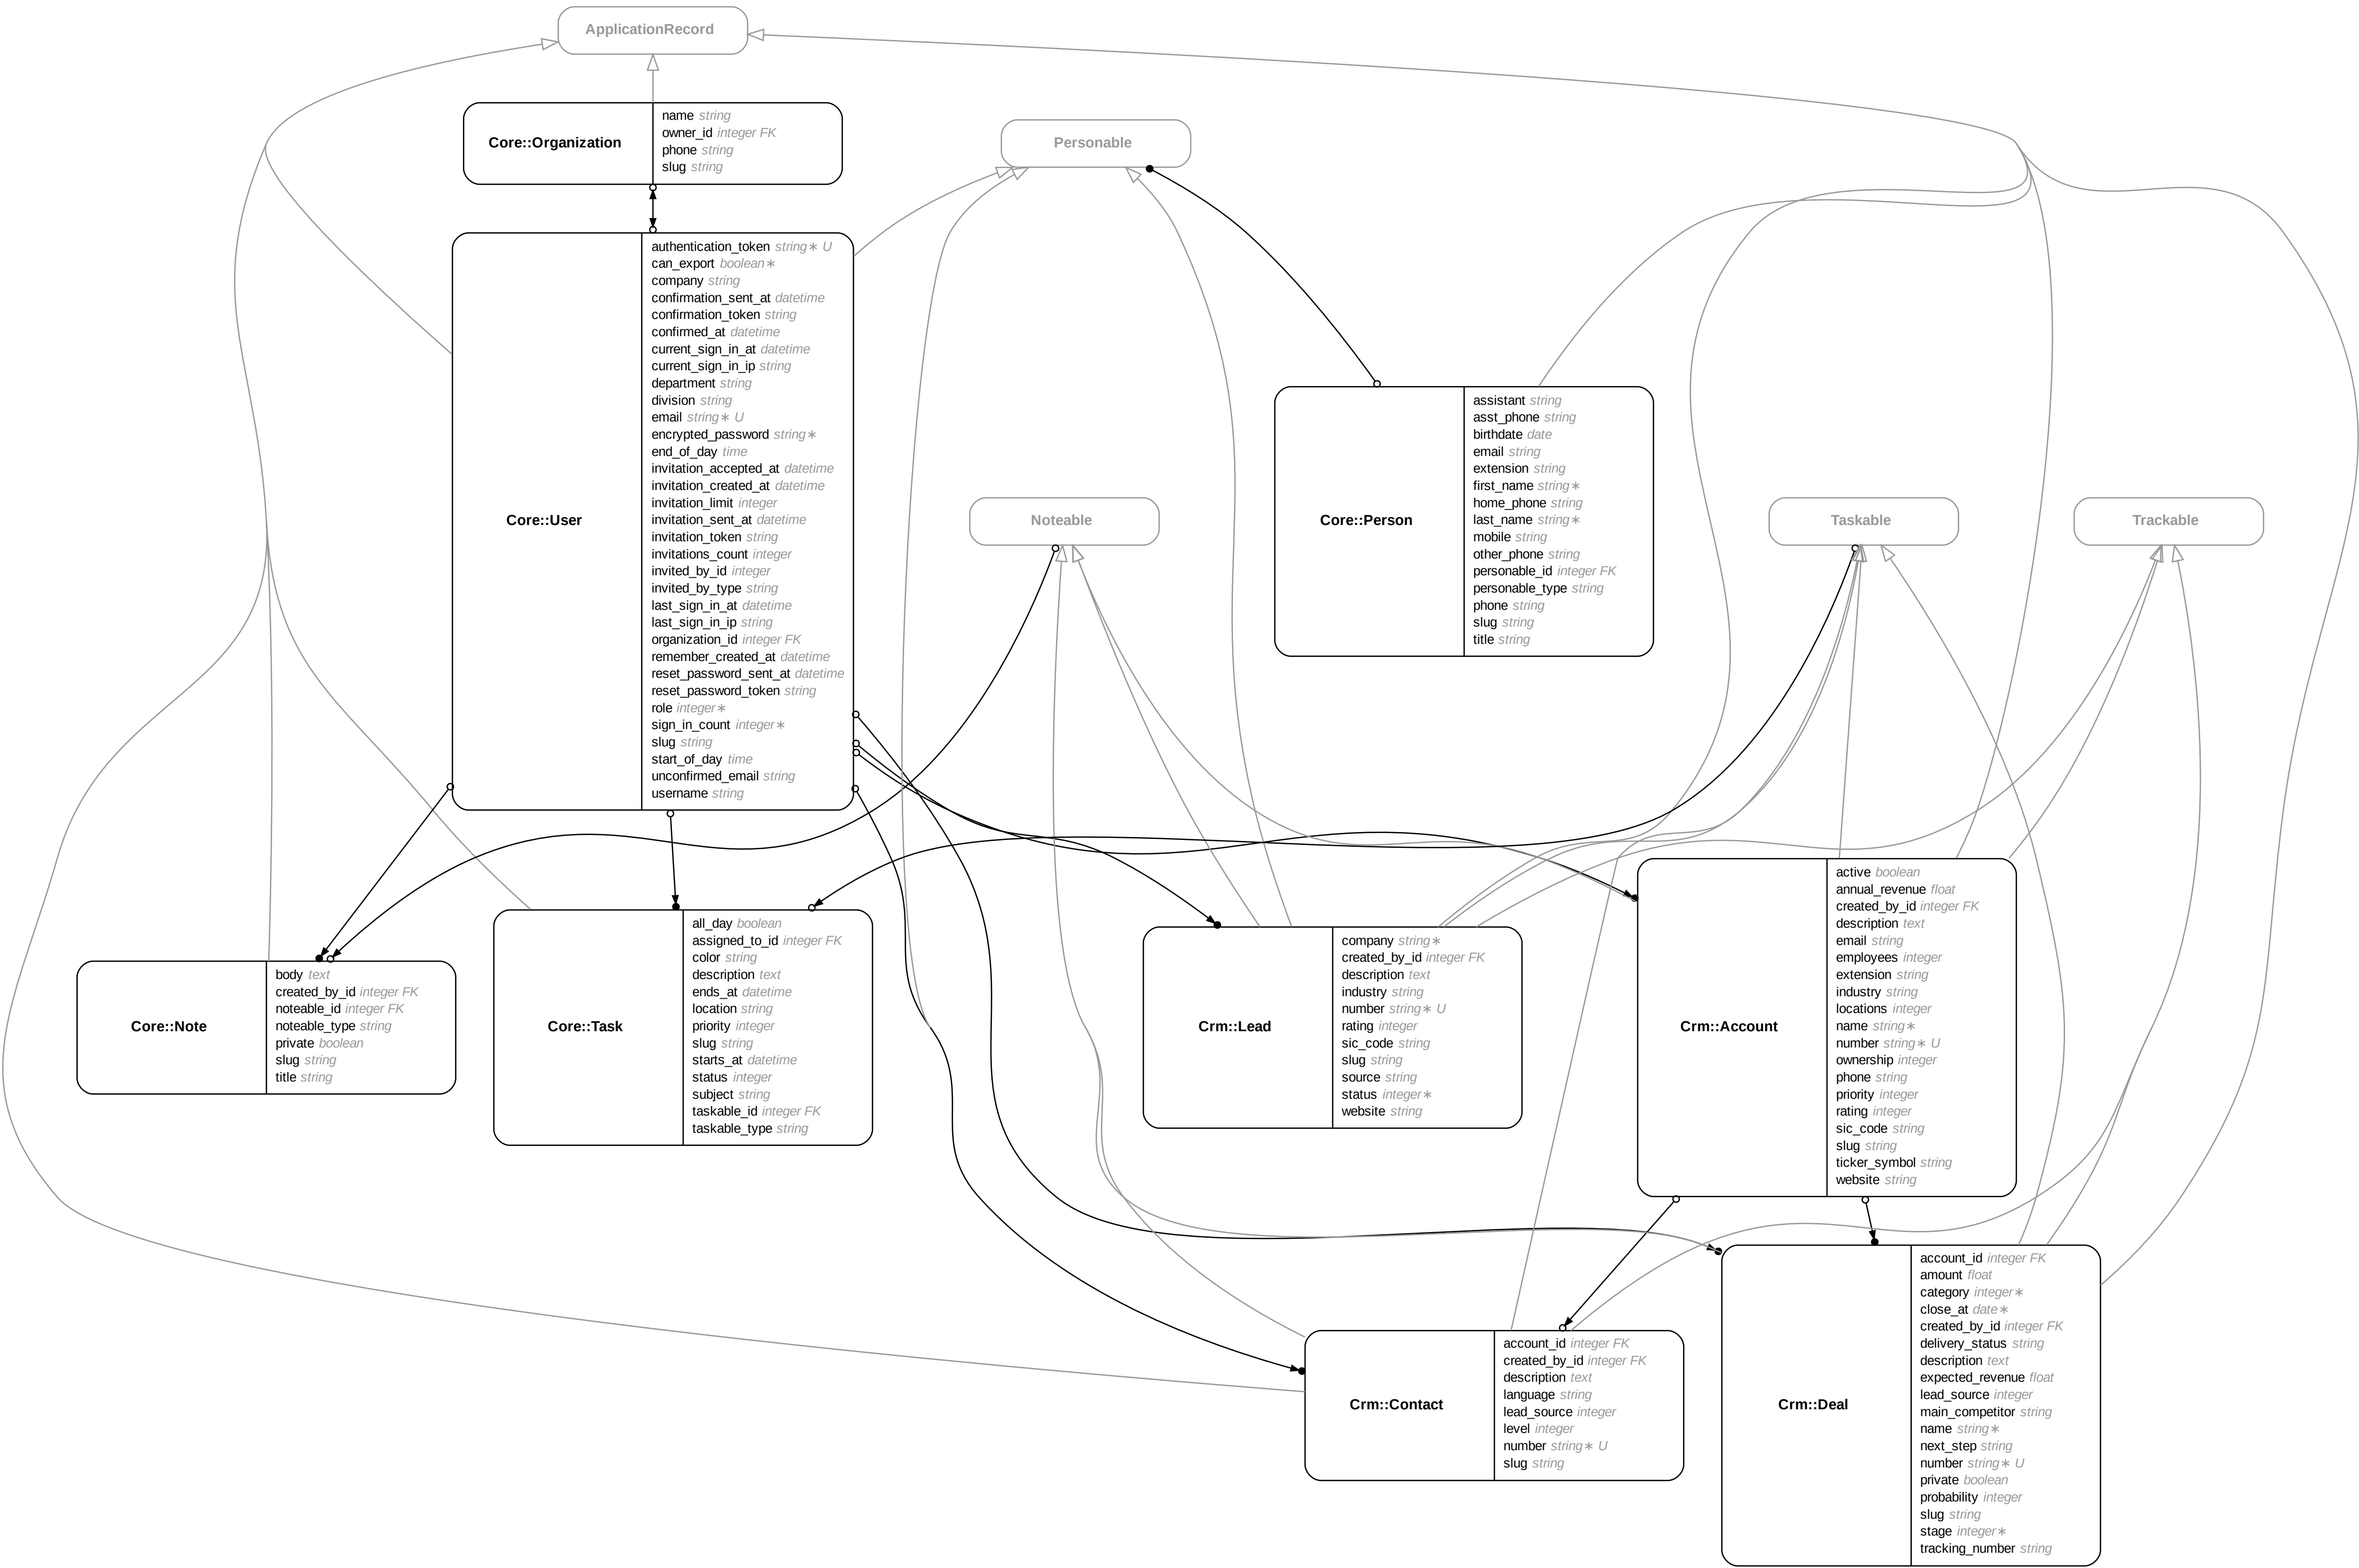 ApplicationRecord
Core::Organization
name string
owner_id integer FK
phone string
slug string
Personable
Core::User
authentication_token string∗ U
can_export boolean∗
company string
confirmation_sent_at datetime
confirmation_token string
confirmed_at datetime
current_sign_in_at datetime
current_sign_in_ip string
department string
division string
email string∗ U
encrypted_password string∗
end_of_day time
invitation_accepted_at datetime
invitation_created_at datetime
invitation_limit integer
invitation_sent_at datetime
invitation_token string
invitations_count integer
invited_by_id integer
invited_by_type string
last_sign_in_at datetime
last_sign_in_ip string
organization_id integer FK
remember_created_at datetime
reset_password_sent_at datetime
reset_password_token string
role integer∗
sign_in_count integer∗
slug string
start_of_day time
unconfirmed_email string
username string
Noteable
Core::Person
assistant string
asst_phone string
birthdate date
email string
extension string
first_name string∗
home_phone string
last_name string∗
mobile string
other_phone string
personable_id integer FK
personable_type string
phone string
slug string
title string
Taskable
Trackable
Core::Note
body text
created_by_id integer FK
noteable_id integer FK
noteable_type string
private boolean
slug string
title string
Core::Task
all_day boolean
assigned_to_id integer FK
color string
description text
ends_at datetime
location string
priority integer
slug string
starts_at datetime
status integer
subject string
taskable_id integer FK
taskable_type string
Crm::Lead
company string∗
created_by_id integer FK
description text
industry string
number string∗ U
rating integer
sic_code string
slug string
source string
status integer∗
website string
Crm::Account
active boolean
annual_revenue float
created_by_id integer FK
description text
email string
employees integer
extension string
industry string
locations integer
name string∗
number string∗ U
ownership integer
phone string
priority integer
rating integer
sic_code string
slug string
ticker_symbol string
website string
Crm::Contact
account_id integer FK
created_by_id integer FK
description text
language string
lead_source integer
level integer
number string∗ U
slug string
Crm::Deal
account_id integer FK
amount float
category integer∗
close_at date∗
created_by_id integer FK
delivery_status string
description text
expected_revenue float
lead_source integer
main_competitor string
name string∗
next_step string
number string∗ U
private boolean
probability integer
slug string
stage integer∗
tracking_number string